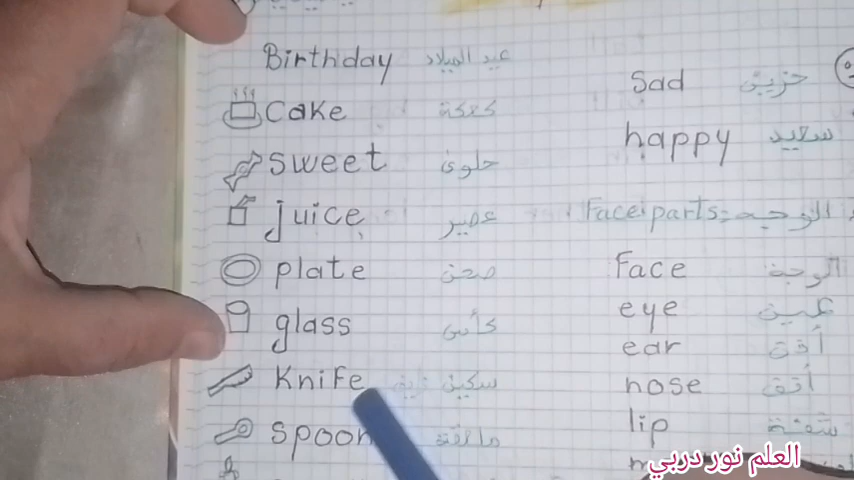 Birthday عيد الميلاد
Cake كعكة
sweet حلوى
juice عصير
plate صحن
glass كأس
Knife سكين
spoon ملعقة
Sad حزين
happy سعيد
Face parts = الوجه
Face الوجه
eye عين
ear أذن
nose أنف
lip شفة
العلم نور دربي